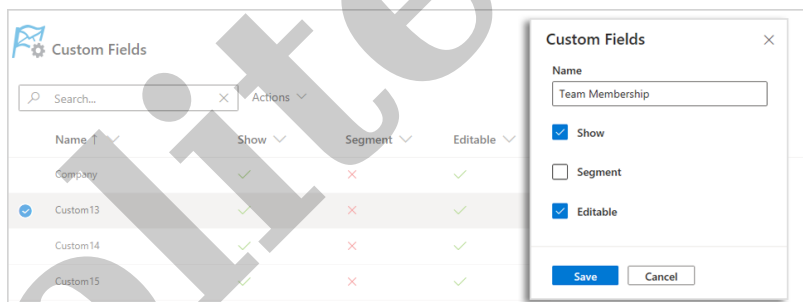 Custom Fields
Search...
Actions
Name ↑ Show Segment Editable
Company
Custom13
Custom14
Custom15
Custom Fields
Name
Team Membership
Show
Segment
Editable
Save Cancel